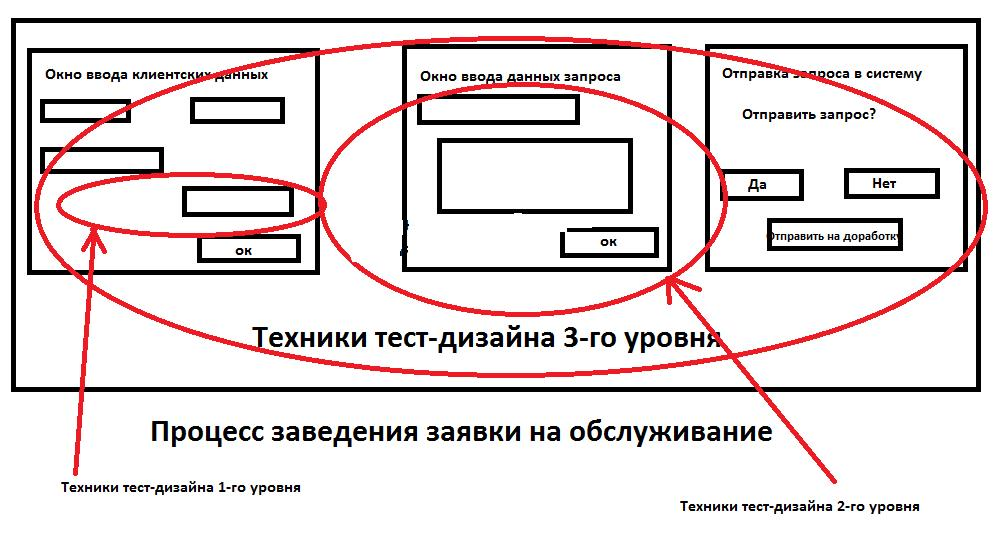 Окно ввода клиентских данных
Окно ввода данных запроса
Отправка запроса в систему
Отправить запрос?
Да
Нет
Отправить на доработку
ок
ок
Техники тест-дизайна 3-го уровня
Процесс заведения заявки на обслуживание
Техники тест-дизайна 1-го уровня
Техники тест-дизайна 2-го уровня